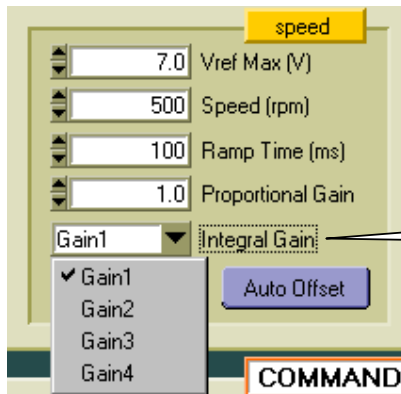 speed
7.0 Vref Max (V)
500 Speed (rpm)
100 Ramp Time (ms)
1.0 Proportional Gain
Gain1 Integral Gain
✔ Gain1
Gain2
Gain3
Gain4
Auto Offset
COMMAND